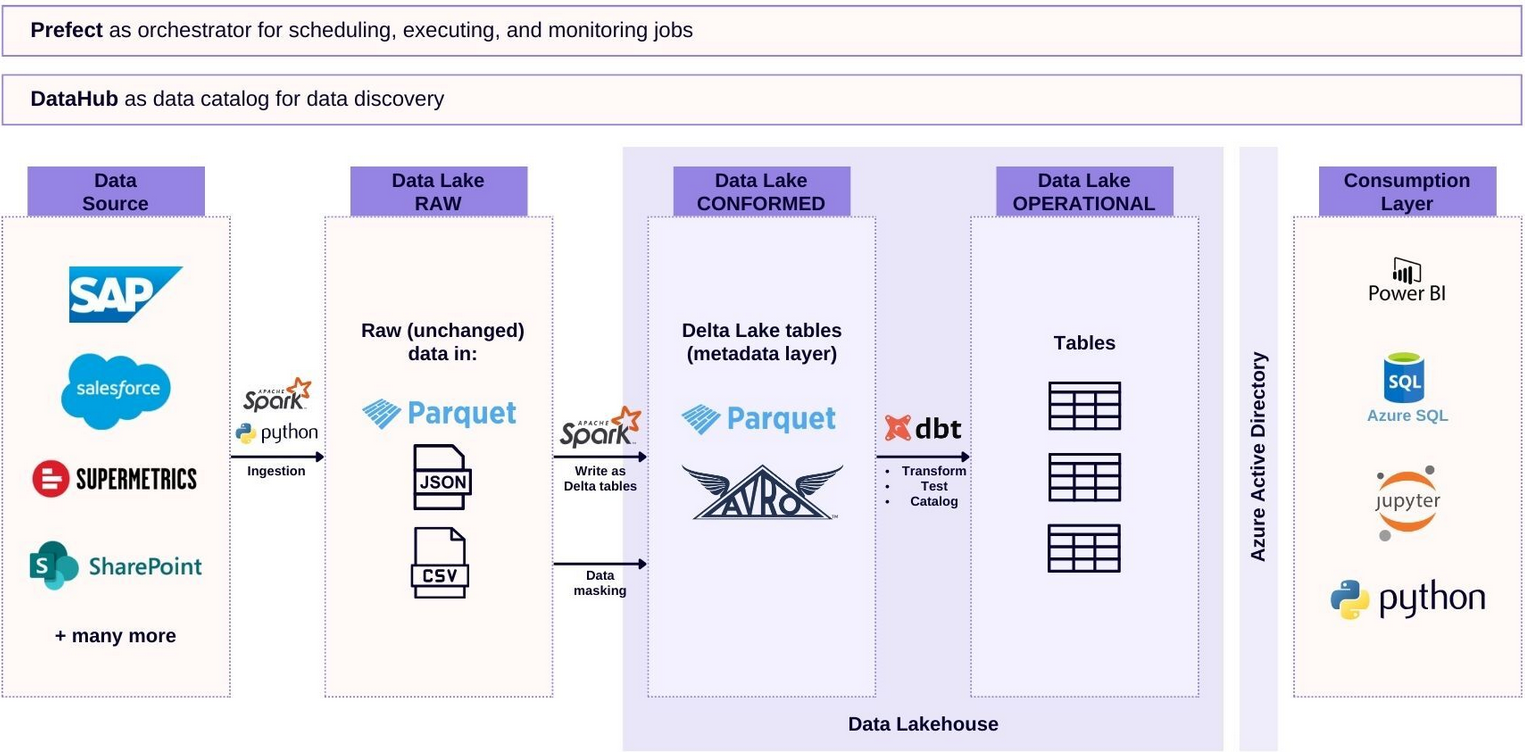 Prefect as orchestrator for scheduling, executing, and monitoring jobs
DataHub as data catalog for data discovery
Data
Source
SAP
salesforce
SUPERMETRICS
S SharePoint
+ many more
APACHE
Spark™
python
Ingestion
Data Lake
RAW
Raw (unchanged)
data in:
Parquet
JSON
CSV
APACHE
Spark™
Write as
Delta tables
Data
masking
Data Lake
CONFORMED
Delta Lake tables
(metadata layer)
Parquet
AVRO™
dbt
• Transform
• Test
• Catalog
Data Lake
OPERATIONAL
Tables
Data Lakehouse
Azure Active Directory
Consumption
Layer
Power BI
SQL
Azure SQL
jupyter
python